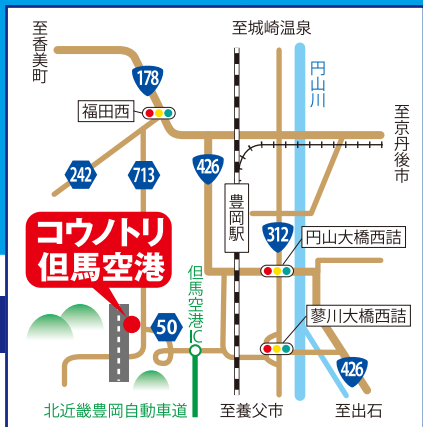 至香美町
至城崎温泉
円山川
178
福田西
至京丹後市
242
713
426
豊岡駅
312
円山大橋西詰
コウノトリ
但馬空港
但馬空港IC
50
蓼川大橋西詰
426
北近畿豊岡自動車道
至養父市
至出石